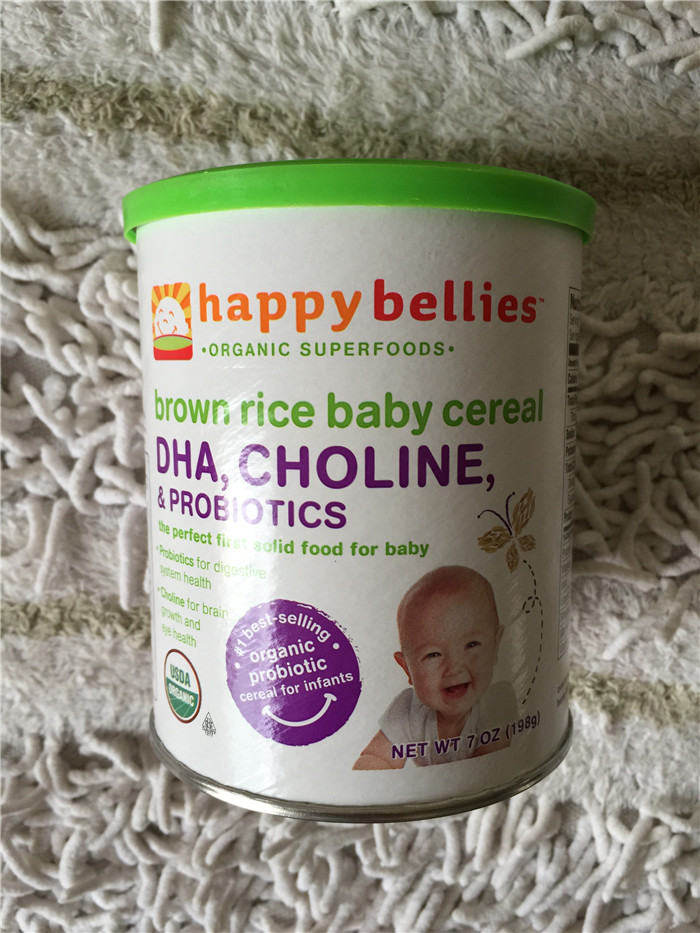 happybellies™
•ORGANIC SUPERFOODS•
brown rice baby cereal
DHA, CHOLINE,
& PROBIOTICS
the perfect first solid food for baby
• Probiotics for digestive
system health
• Choline for brain
growth and
eye health
• #1 best-selling •
organic
probiotic
cereal for infants
USDA
ORGANIC
NET WT 7 OZ (198g)